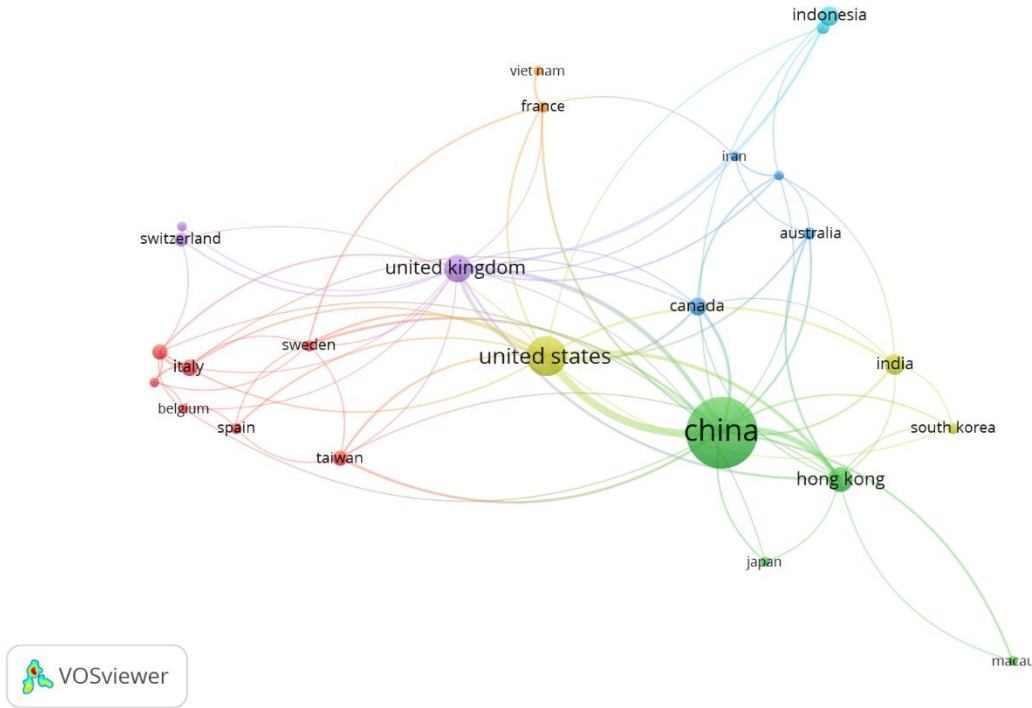 indonesia
viet nam
france
iran
switzerland
australia
united kingdom
canada
sweden
united states
italy
india
belgium
spain
china
south korea
taiwan
hong kong
japan
macau
VOSviewer